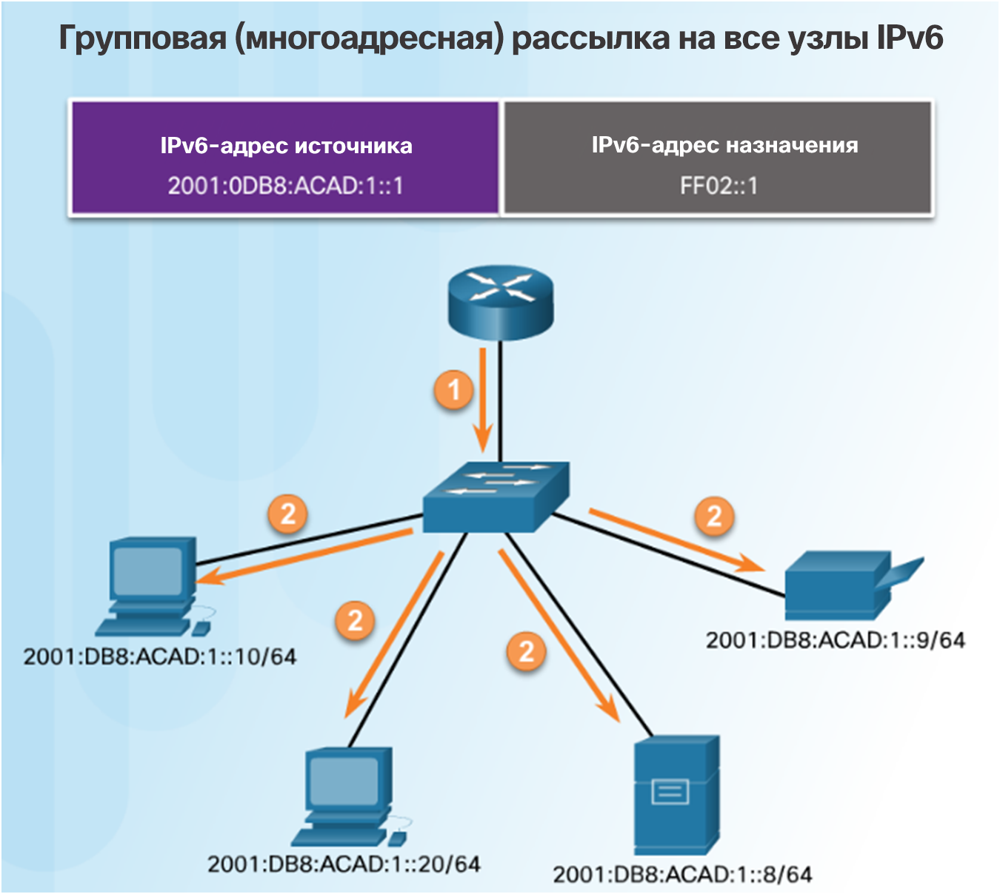 Групповая (многоадресная) рассылка на все узлы IPv6
IPv6-адрес источника
2001:0DB8:ACAD:1::1
IPv6-адрес назначения
FF02::1
1
2
2
2
2
2001:DB8:ACAD:1::10/64
2001:DB8:ACAD:1::9/64
2001:DB8:ACAD:1::20/64
2001:DB8:ACAD:1::8/64